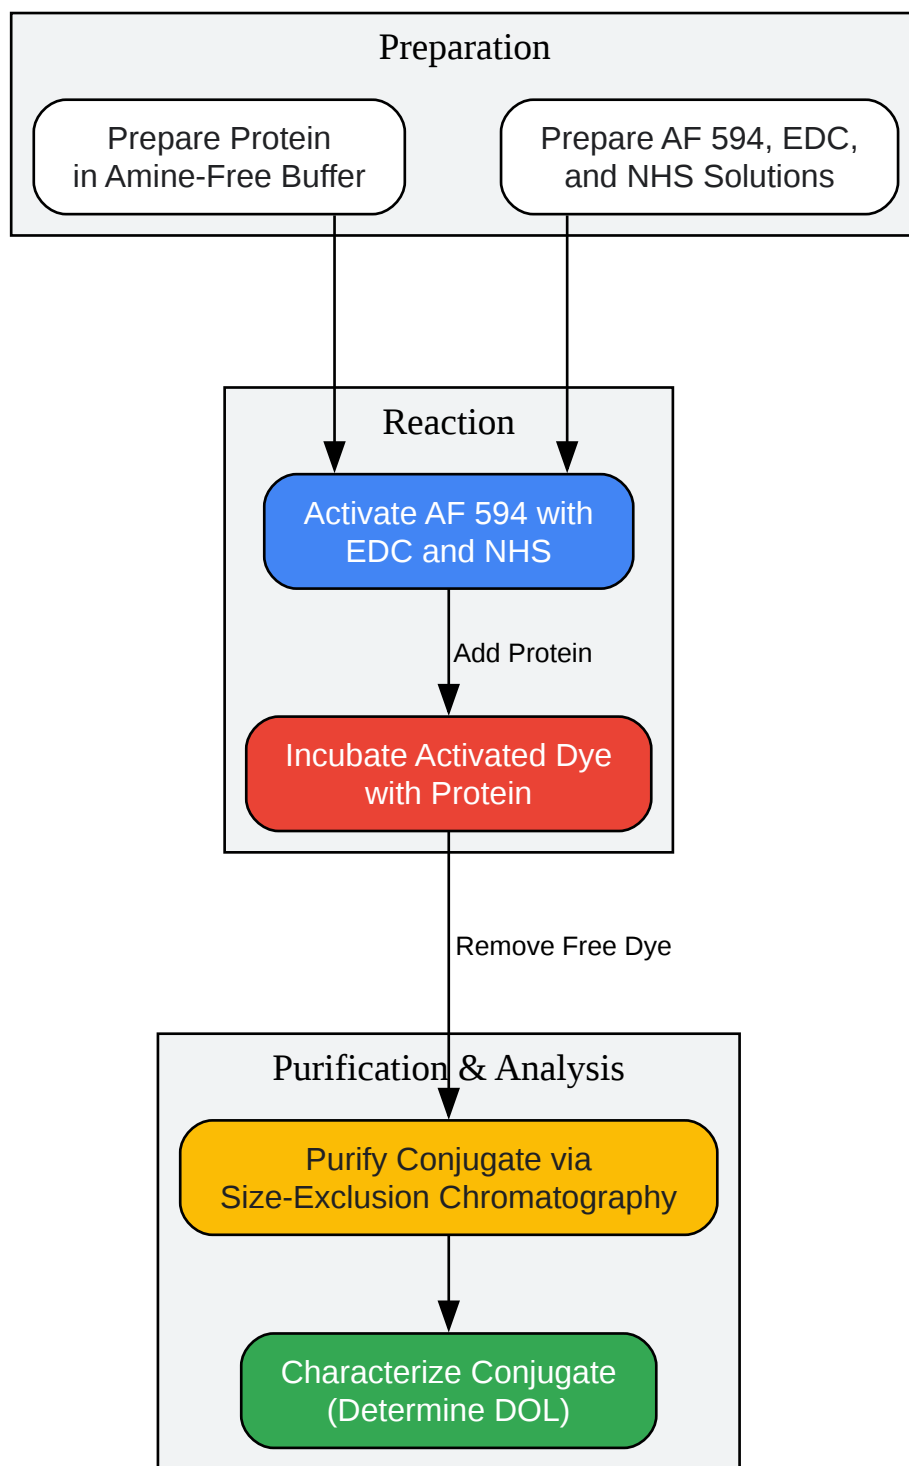 Preparation
Prepare Protein
in Amine-Free Buffer
Prepare AF 594, EDC,
and NHS Solutions
Reaction
Activate AF 594 with
EDC and NHS
Add Protein
Incubate Activated Dye
with Protein
Remove Free Dye
Purification & Analysis
Purify Conjugate via
Size-Exclusion Chromatography
Characterize Conjugate
(Determine DOL)